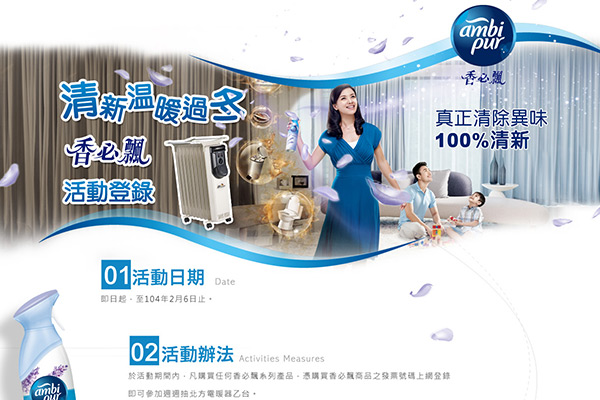 ambi
pur
香必飄
清新溫暖過冬
香必飄
活動登錄
真正清除異味
100%清新
01活動日期 Date
即日起，至104年2月6日止。
02活動辦法 Activities Measures
於活動期間內，凡購買任何香必飄系列產品，憑購買香必飄商品之發票號碼上網登錄
即可參加週週抽北方電暖器乙台。
ambi
pur